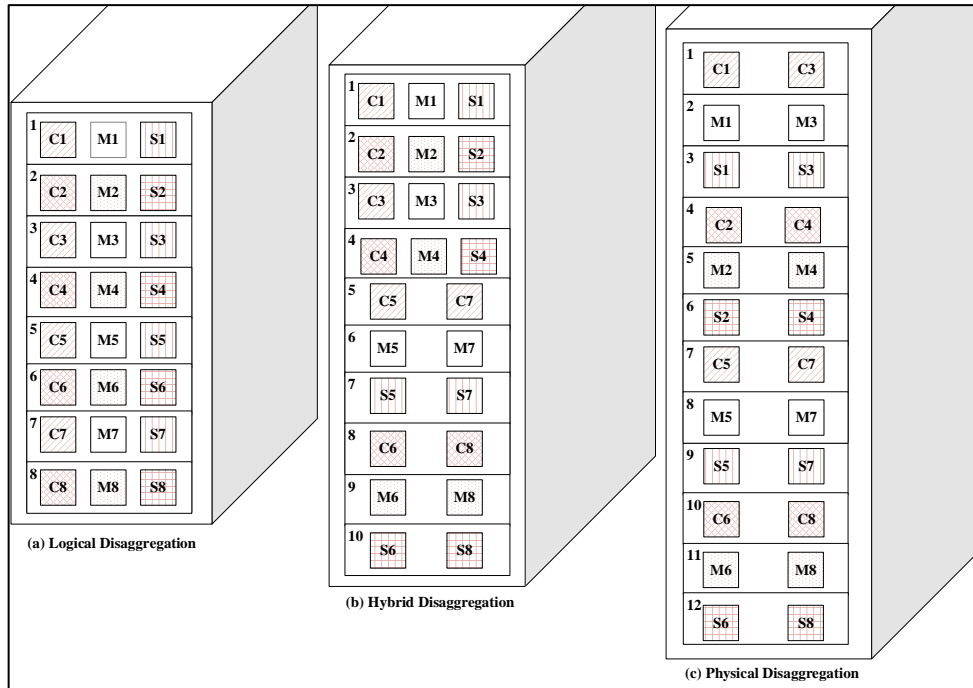 1
C1 M1 S1
2
C2 M2 S2
3
C3 M3 S3
4
C4 M4 S4
5
C5 M5 S5
6
C6 M6 S6
7
C7 M7 S7
8
C8 M8 S8
(a) Logical Disaggregation
1
C1 M1 S1
2
C2 M2 S2
3
C3 M3 S3
4
C4 M4 S4
5
C5 C7
6
M5 M7
7
S5 S7
8
C6 C8
9
M6 M8
10
S6 S8
(b) Hybrid Disaggregation
1
C1 C3
2
M1 M3
3
S1 S3
4
C2 C4
5
M2 M4
6
S2 S4
7
C5 C7
8
M5 M7
9
S5 S7
10
C6 C8
11
M6 M8
12
S6 S8
(c) Physical Disaggregation